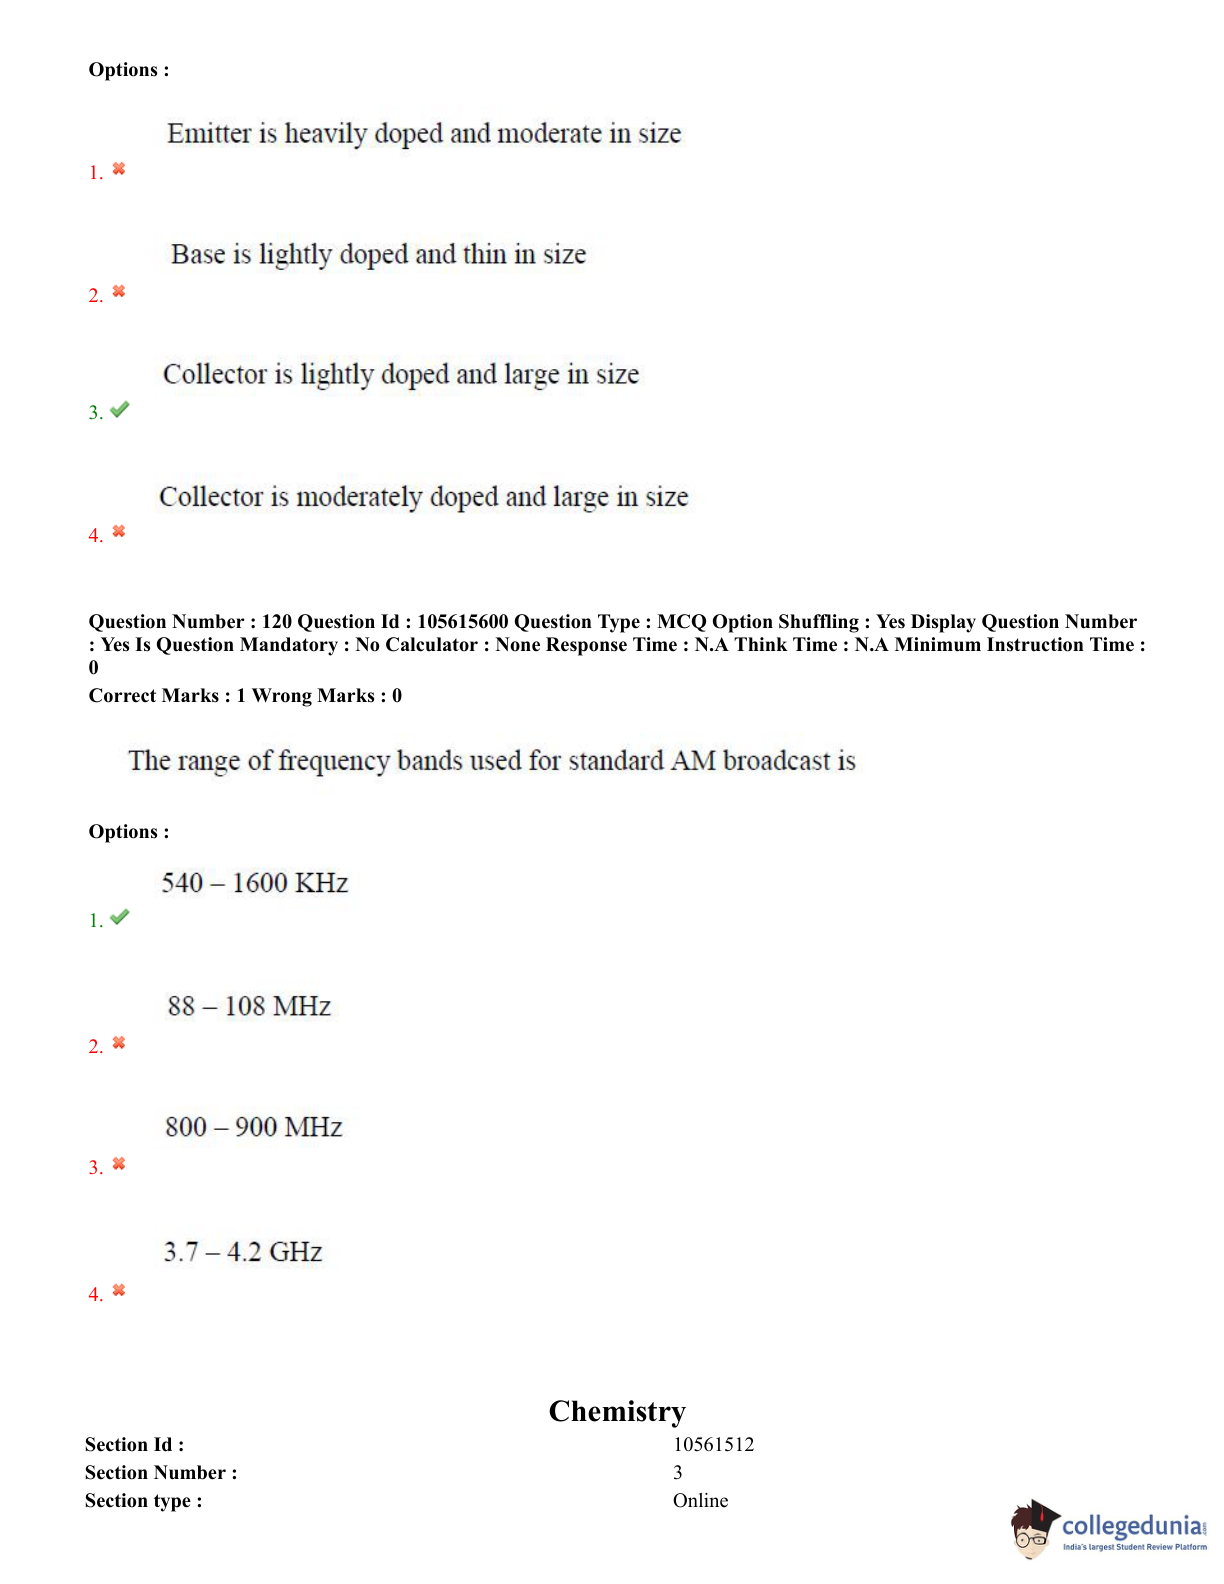 Options :
Emitter is heavily doped and moderate in size
1.
Base is lightly doped and thin in size
2.
Collector is lightly doped and large in size
3.
Collector is moderately doped and large in size
4.
Question Number : 120 Question Id : 105615600 Question Type : MCQ Option Shuffling : Yes Display Question Number
: Yes Is Question Mandatory : No Calculator : None Response Time : N.A Think Time : N.A Minimum Instruction Time :
0
Correct Marks : 1 Wrong Marks : 0
The range of frequency bands used for standard AM broadcast is
Options :
540 – 1600 KHz
1.
88 – 108 MHz
2.
800 – 900 MHz
3.
3.7 – 4.2 GHz
4.
Chemistry
Section Id : 10561512
Section Number : 3
Section type : Online
collegedunia.com
India's largest Student Review Platform